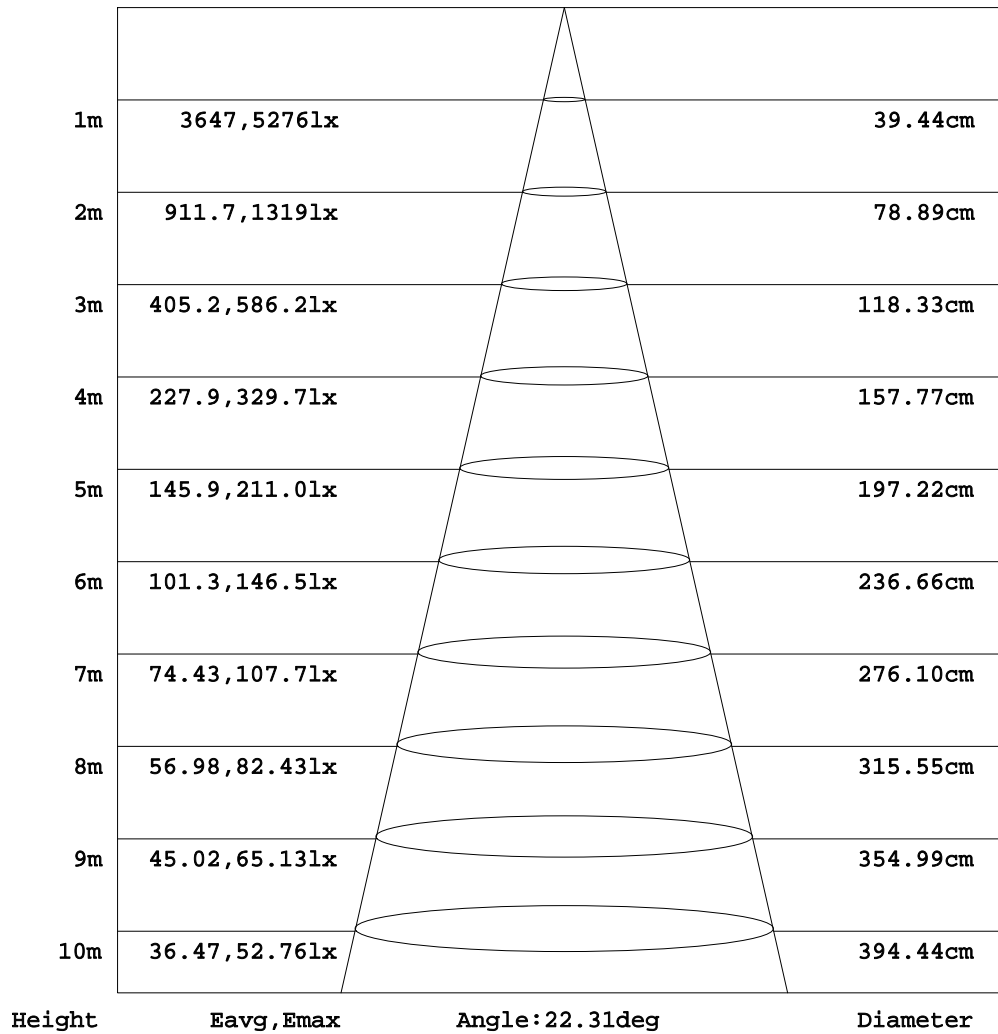 1m 3647,5276lx 39.44cm
2m 911.7,1319lx 78.89cm
3m 405.2,586.2lx 118.33cm
4m 227.9,329.7lx 157.77cm
5m 145.9,211.0lx 197.22cm
6m 101.3,146.5lx 236.66cm
7m 74.43,107.7lx 276.10cm
8m 56.98,82.43lx 315.55cm
9m 45.02,65.13lx 354.99cm
10m 36.47,52.76lx 394.44cm
Height Eavg,Emax Angle:22.31deg Diameter